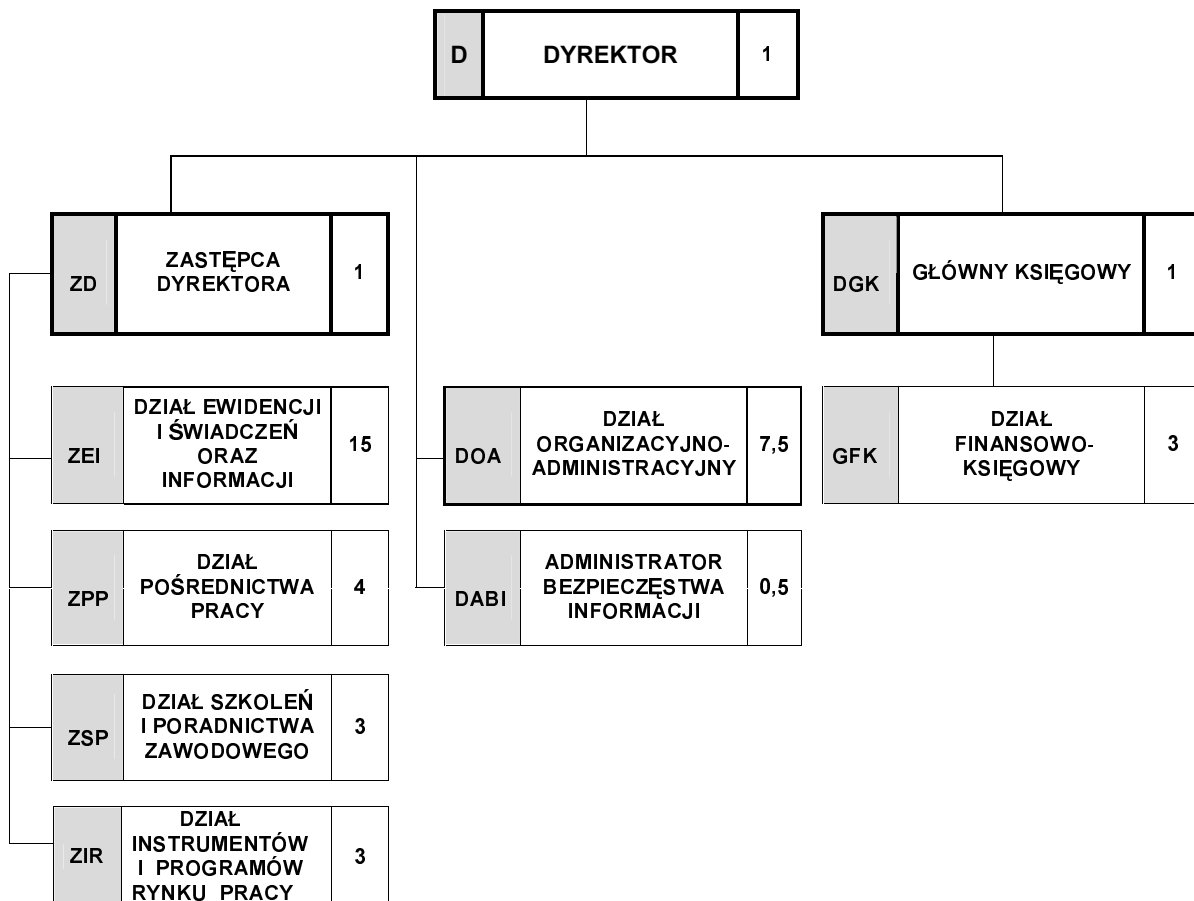 D
DYREKTOR
1
ZD
ZASTĘPCA
DYREKTORA
1
DGK
GŁÓWNY KSIĘGOWY
1
ZEI
DZIAŁ EWIDENCJI
I ŚWIADCZEŃ
ORAZ
INFORMACJI
15
DOA
DZIAŁ
ORGANIZACYJNO-
ADMINISTRACYJNY
7,5
GFK
DZIAŁ
FINANSOWO-
KSIĘGOWY
3
ZPP
DZIAŁ
POŚREDNICTWA
PRACY
4
DABI
ADMINISTRATOR
BEZPIECZĘSTWA
INFORMACJI
0,5
ZSP
DZIAŁ SZKOLEŃ
I PORADNICTWA
ZAWODOWEGO
3
ZIR
DZIAŁ
INSTRUMENTÓW
I PROGRAMÓW
RYNKU PRACY
3